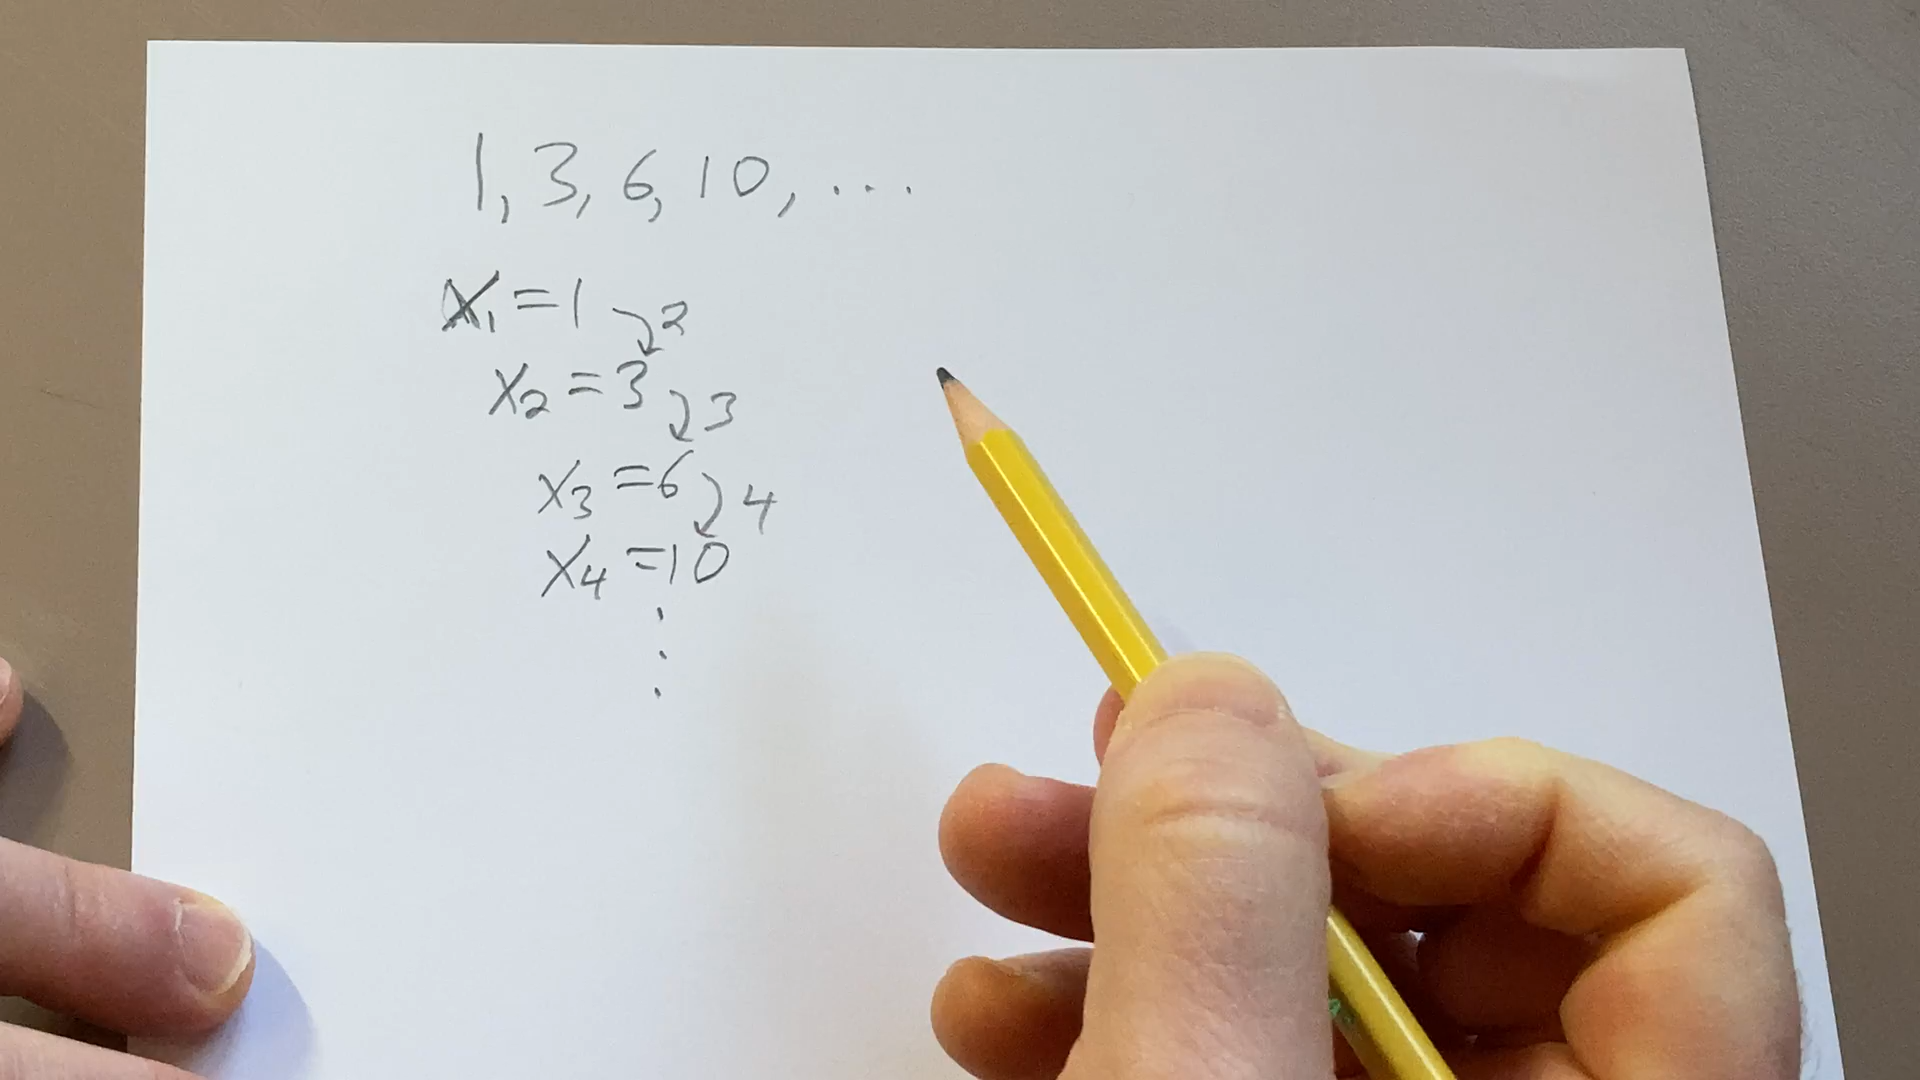 1, 3, 6, 10, ...
x₁ = 1 2
x₂ = 3 3
x₃ = 6 4
x₄ = 10
⋮